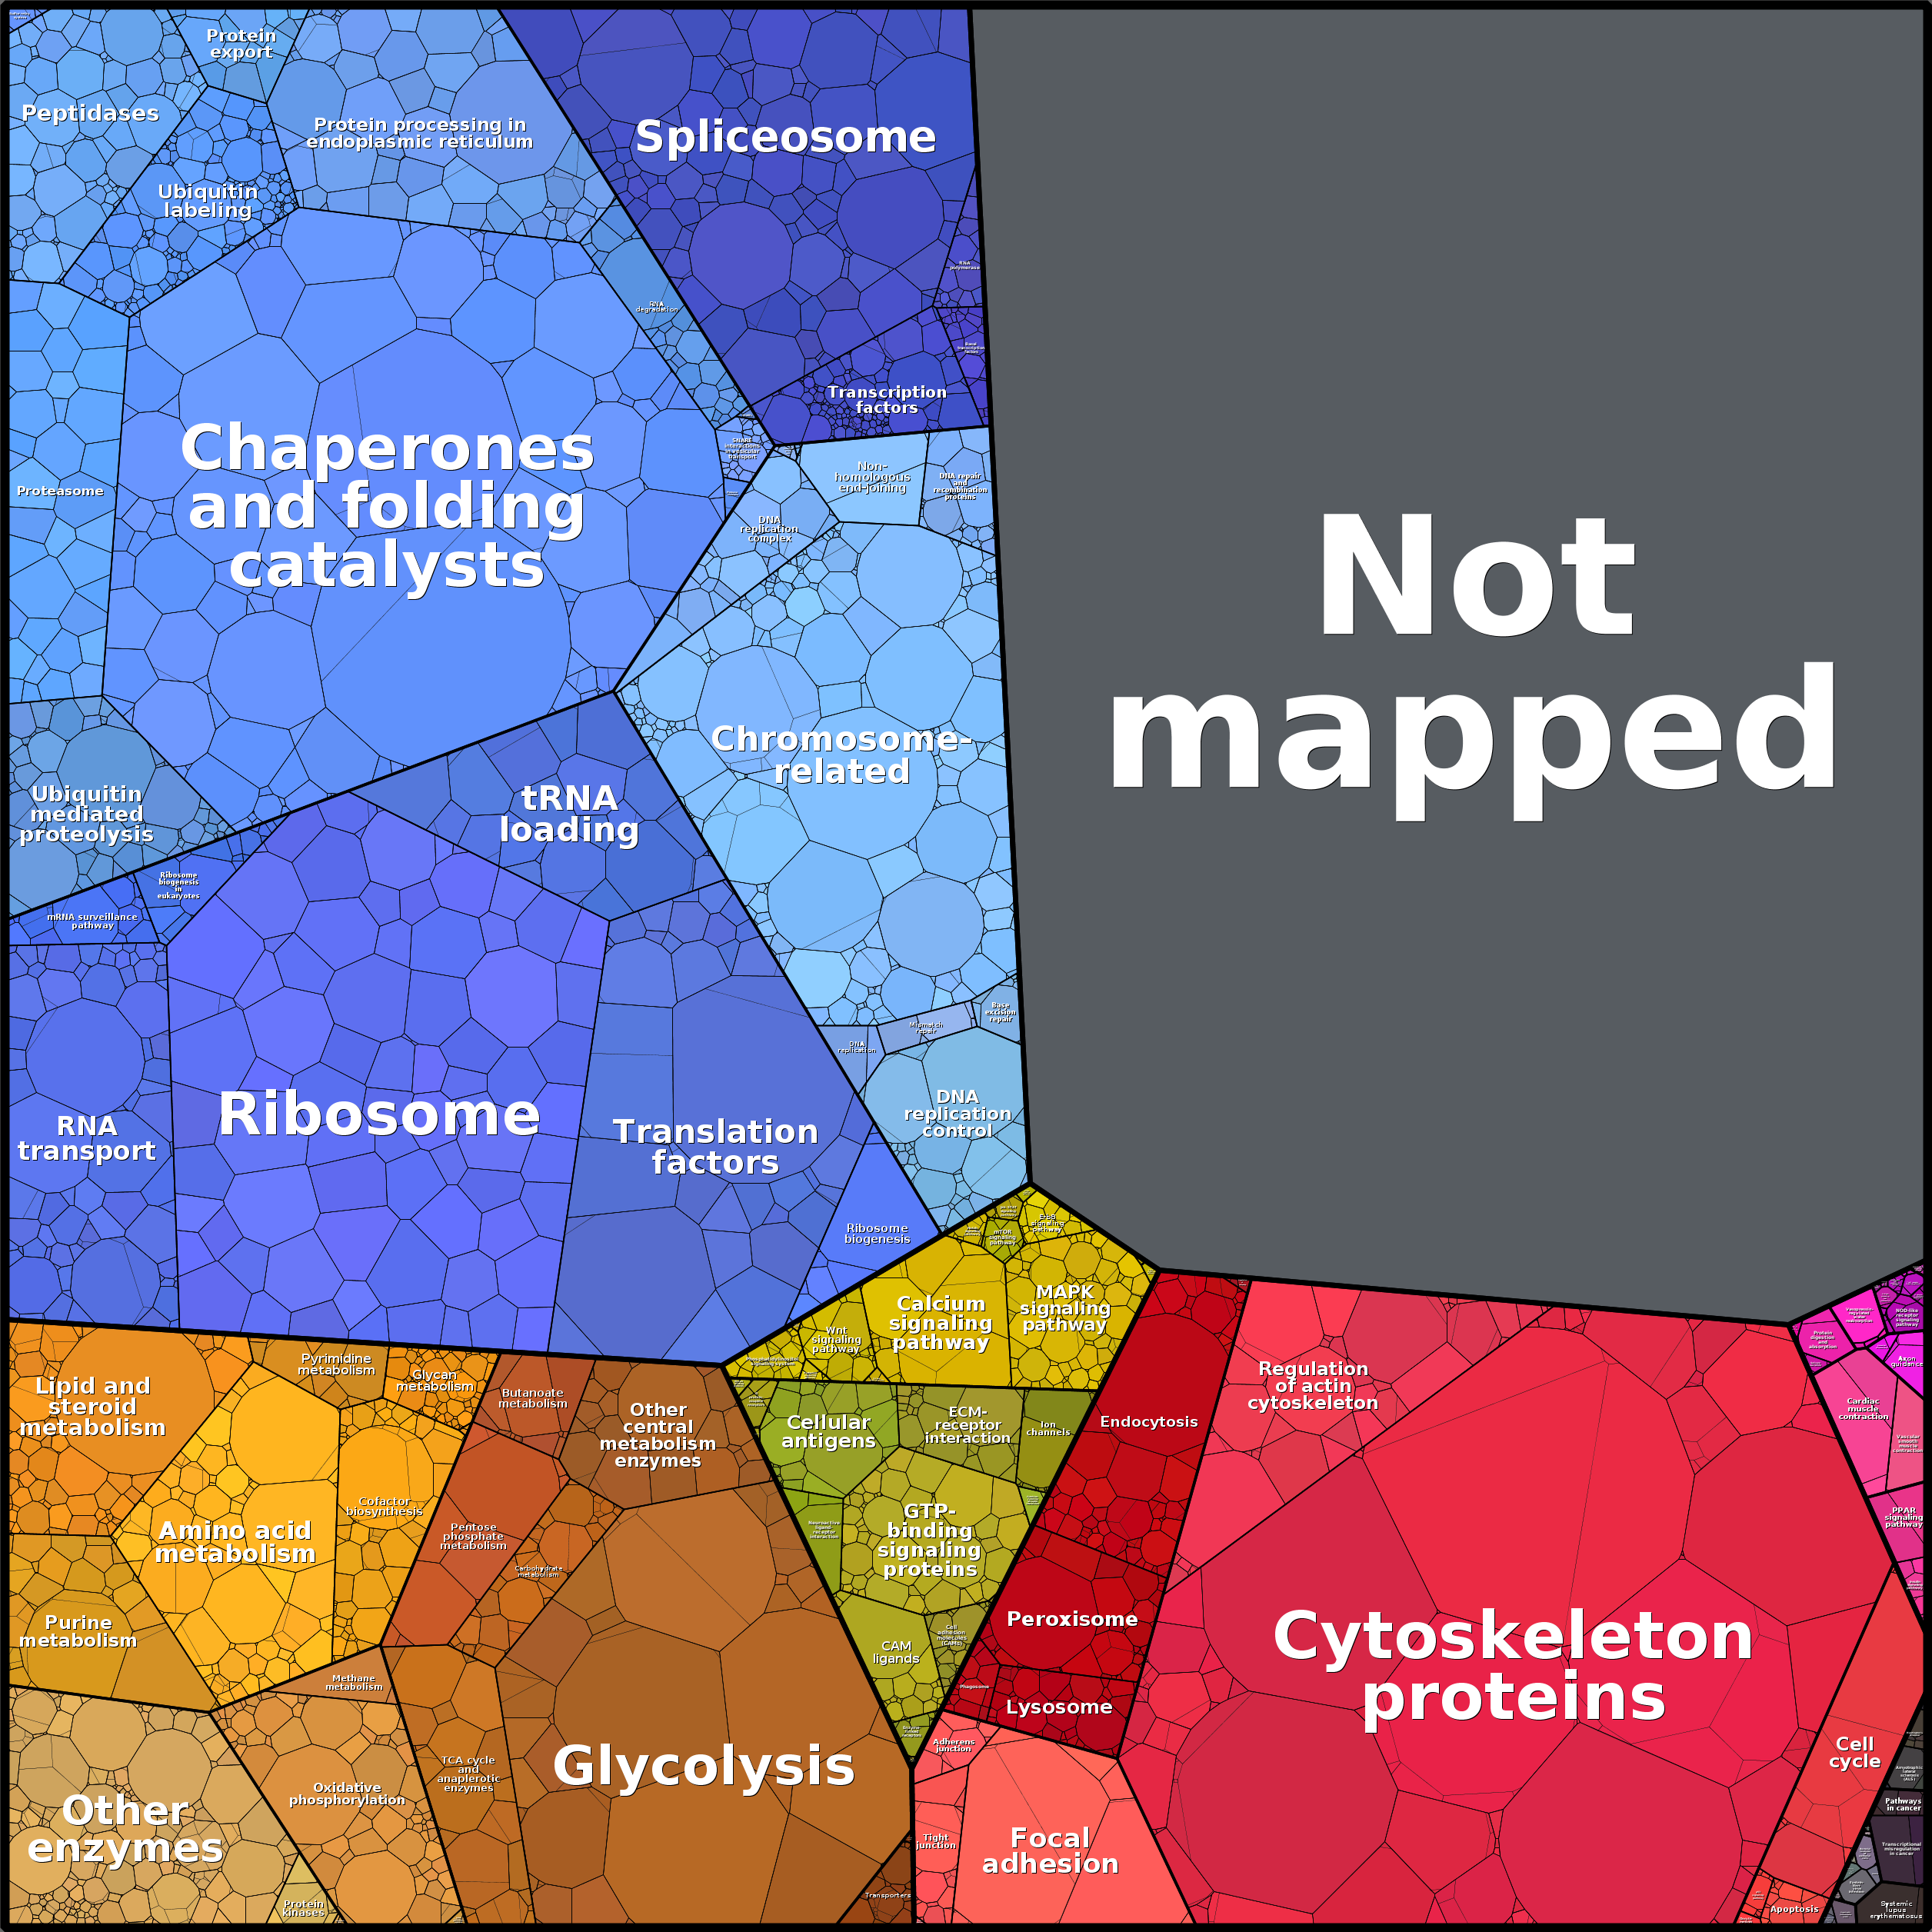 Protein
export
Peptidases
Protein processing in
endoplasmic reticulum
Ubiquitin
labeling
Spliceosome
RNA
polymerase
RNA
degradation
Basal
transcription
factors
Transcription
factors
Chaperones
and folding
catalysts
Proteasome
SNARE
interactions
in vesicular
transport
Non-
homologous
end-joining
DNA repair
and
recombination
proteins
DNA
replication
complex
Not
mapped
Chromosome-
related
Ubiquitin
mediated
proteolysis
tRNA
loading
Ribosome
biogenesis
in
eukaryotes
mRNA surveillance
pathway
Base
excision
repair
Mismatch
repair
DNA
replication
RNA
transport
Ribosome
Translation
factors
DNA
replication
control
Ribosome
biogenesis
ErbB
signaling
pathway
mTOR
signaling
pathway
Calcium
signaling
pathway
MAPK
signaling
pathway
Wnt
signaling
pathway
Lipid and
steroid
metabolism
Pyrimidine
metabolism
Glycan
metabolism
Butanoate
metabolism
Other
central
metabolism
enzymes
Cellular
antigens
ECM-
receptor
interaction
Ion
channels
Endocytosis
Regulation
of actin
cytoskeleton
Protein
digestion
and
absorption
NOD-like
receptor
signaling
pathway
Axon
guidance
Cardiac
muscle
contraction
Vascular
smooth
muscle
contraction
PPAR
signaling
pathway
Amino acid
metabolism
Cofactor
biosynthesis
Pentose
phosphate
metabolism
Carbohydrate
metabolism
Neuroactive
ligand-
receptor
interaction
GTP-
binding
signaling
proteins
Purine
metabolism
Methane
metabolism
CAM
ligands
Cell
adhesion
molecules
(CAMs)
Peroxisome
Phagosome
Lysosome
Cytoskeleton
proteins
Other
enzymes
Oxidative
phosphorylation
TCA cycle
and
anaplerotic
enzymes
Glycolysis
Adherens
junction
Tight
junction
Focal
adhesion
Cell
cycle
Pathways
in cancer
Transcriptional
misregulation
in cancer
Protein
kinases
Transporters
Apoptosis
Systemic
lupus
erythematosus